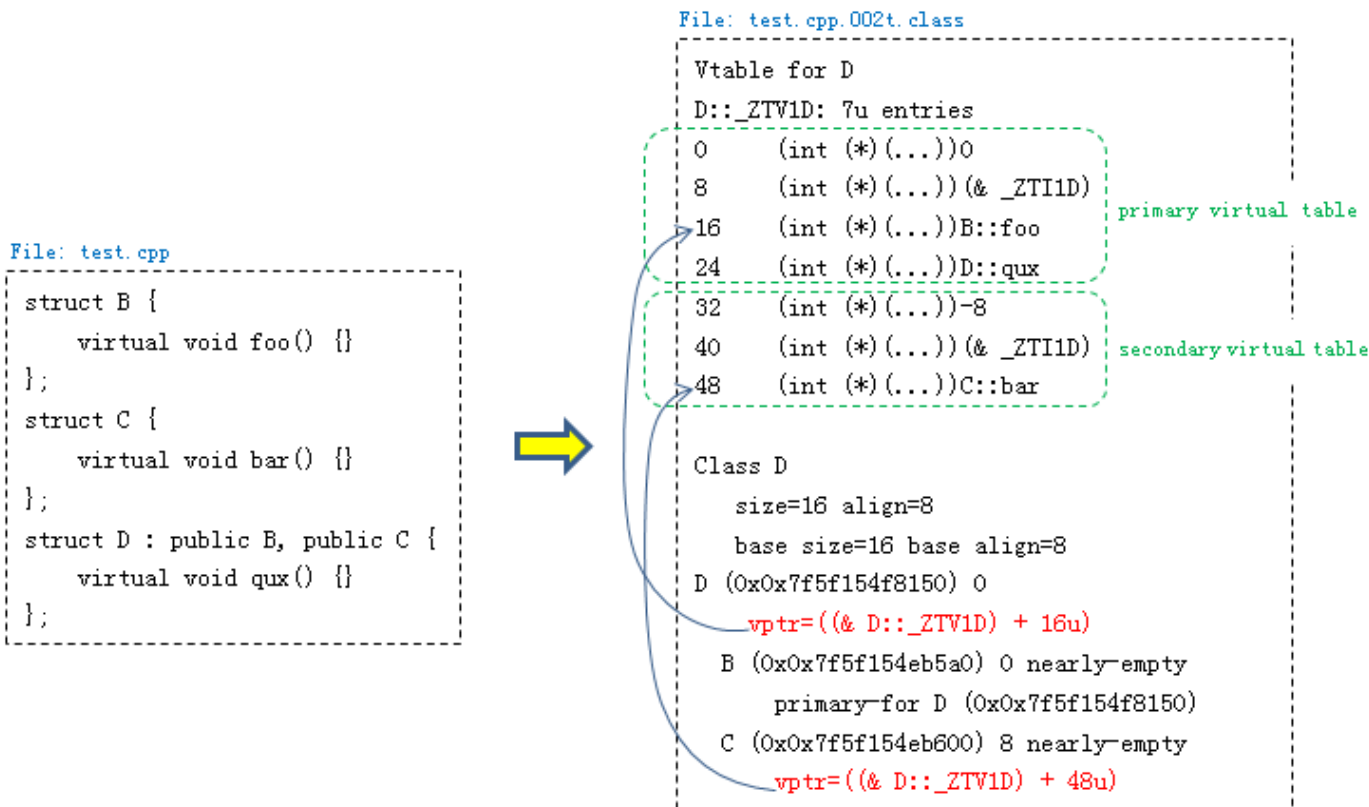 File: test.cpp
struct B {
    virtual void foo() {}
};
struct C {
    virtual void bar() {}
};
struct D : public B, public C {
    virtual void qux() {}
};
File: test.cpp.002t.class
Vtable for D
D::_ZTV1D: 7u entries
0     (int (*)(...))0
8     (int (*)(...))(& _ZTI1D)
16    (int (*)(...))B::foo
24    (int (*)(...))D::qux
primary virtual table
32    (int (*)(...))-8
40    (int (*)(...))(& _ZTI1D)
48    (int (*)(...))C::bar
secondary virtual table
Class D
   size=16 align=8
   base size=16 base align=8
D (0x0x7f5f154f8150) 0
    vptr=((& D::_ZTV1D) + 16u)
  B (0x0x7f5f154eb5a0) 0 nearly-empty
      primary-for D (0x0x7f5f154f8150)
  C (0x0x7f5f154eb600) 8 nearly-empty
      vptr=((& D::_ZTV1D) + 48u)